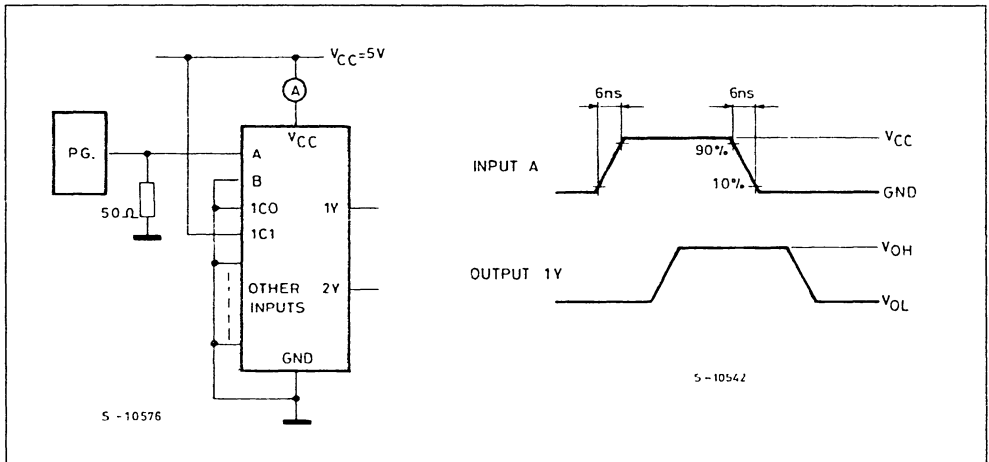 VCC=5V
A
PG.
VCC
A
B
1C0
1Y
50Ω
1C1
OTHER
INPUTS
2Y
GND
S-10576
6ns
6ns
VCC
90%
INPUT A
10%
GND
VOH
OUTPUT 1Y
VOL
S-10542